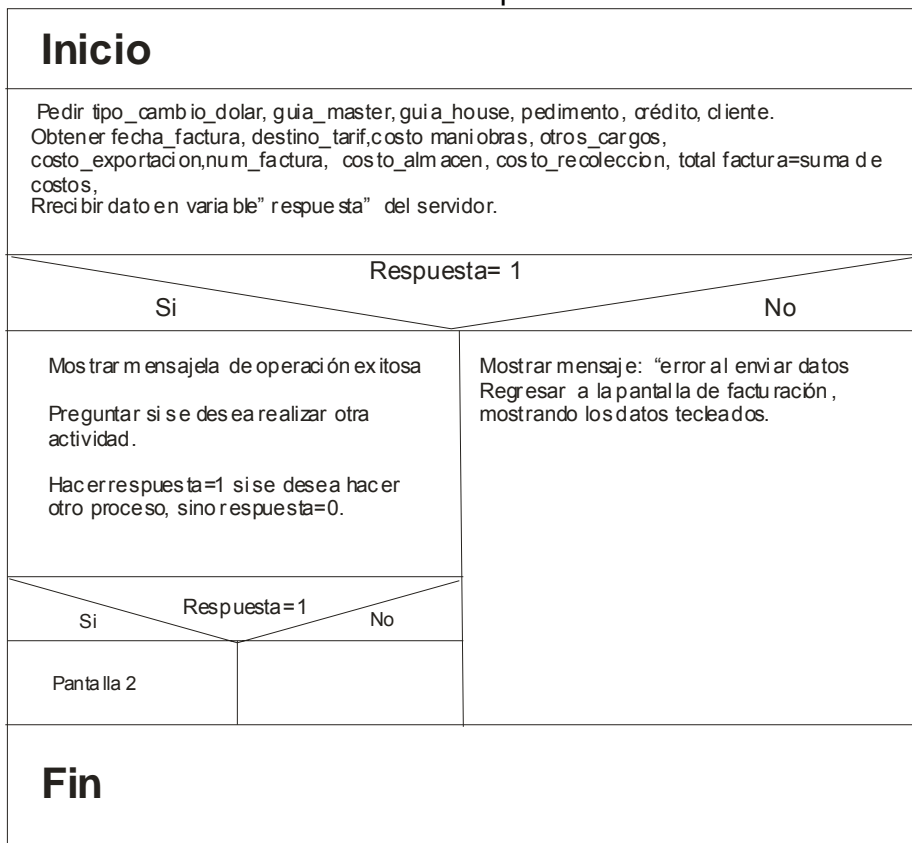 Inicio
Pedir tipo_cambio_dolar, guia_master, guia_house, pedimento, crédito, cliente.
Obtener fecha_factura, destino_tarif,costo maniobras, otros_cargos,
costo_exportacion,num_factura, costo_almacen, costo_recoleccion, total factura=suma de
costos,
Rrecibir dato en variable" respuesta" del servidor.
Respuesta= 1
Si
No
Mostrar mensajela de operación exitosa
Preguntar si se desea realizar otra
actividad.
Hacer respuesta=1 si se desea hacer
otro proceso, sino respuesta=0.
Mostrar mensaje: "error al enviar datos
Regresar a la pantalla de facturación,
mostrando los datos tecleados.
Respuesta=1
Si
No
Pantalla 2
Fin